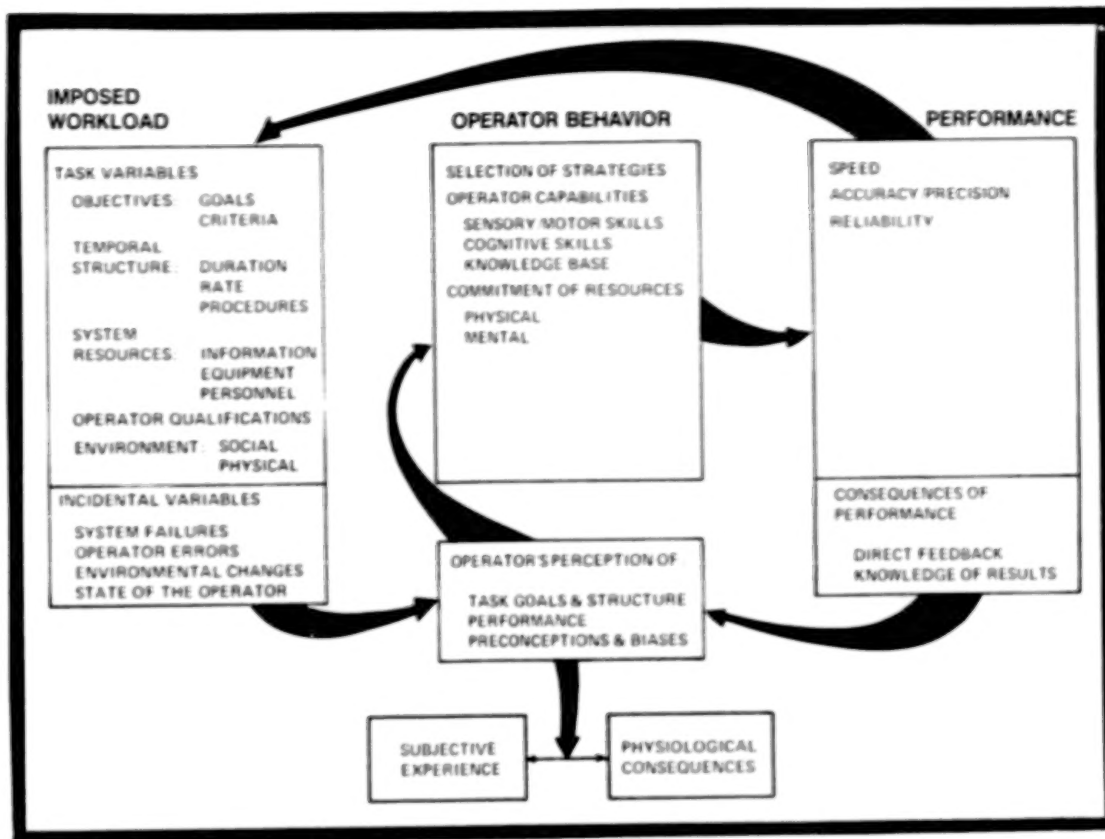 IMPOSED
WORKLOAD
TASK VARIABLES
OBJECTIVES: GOALS
CRITERIA
TEMPORAL
STRUCTURE: DURATION
RATE
PROCEDURES
SYSTEM
RESOURCES: INFORMATION
EQUIPMENT
PERSONNEL
OPERATOR QUALIFICATIONS
ENVIRONMENT: SOCIAL
PHYSICAL
INCIDENTAL VARIABLES
SYSTEM FAILURES
OPERATOR ERRORS
ENVIRONMENTAL CHANGES
STATE OF THE OPERATOR
OPERATOR BEHAVIOR
SELECTION OF STRATEGIES
OPERATOR CAPABILITIES
SENSORY/MOTOR SKILLS
COGNITIVE SKILLS
KNOWLEDGE BASE
COMMITMENT OF RESOURCES
PHYSICAL
MENTAL
PERFORMANCE
SPEED
ACCURACY/PRECISION
RELIABILITY
CONSEQUENCES OF
PERFORMANCE
DIRECT FEEDBACK
KNOWLEDGE OF RESULTS
OPERATOR'S PERCEPTION OF:
TASK GOALS & STRUCTURE
PERFORMANCE
PRECONCEPTIONS & BIASES
SUBJECTIVE
EXPERIENCE
PHYSIOLOGICAL
CONSEQUENCES